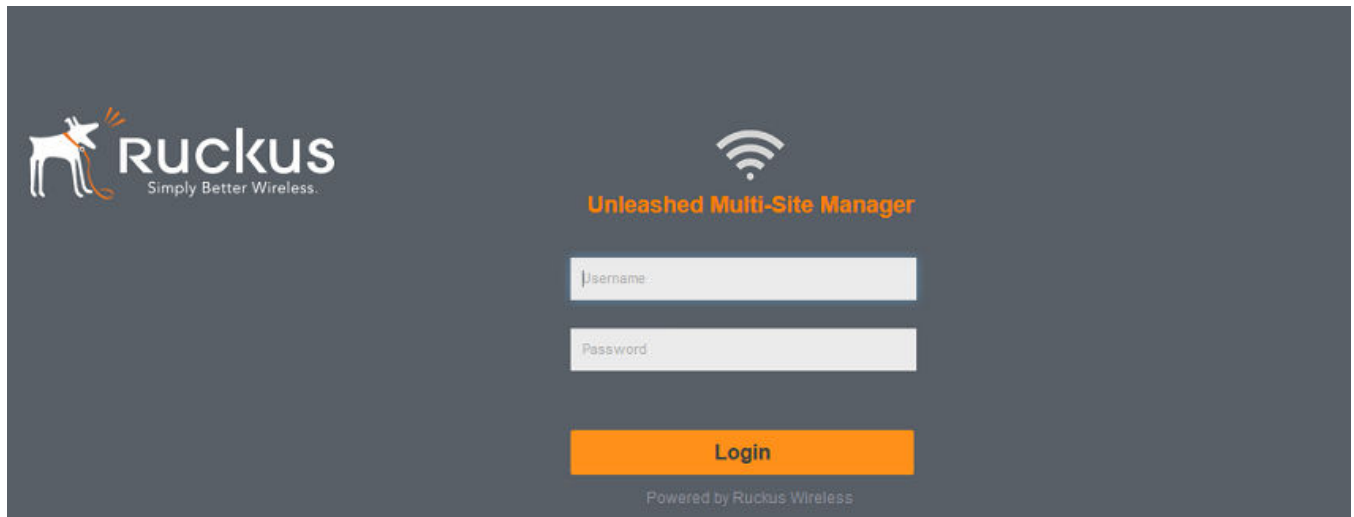 RUCKUS
Simply Better Wireless.
Unleashed Multi-Site Manager
Username
Password
Login
Powered by Ruckus Wireless